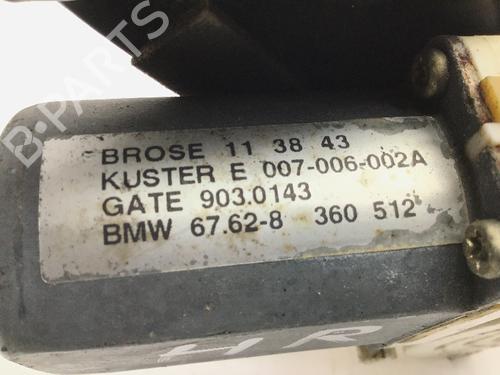 B-PARTS
BROSE 11 38 43
KUSTER E 007-006-002A
GATE 903.0143
BMW 67.62-8 360 512
HR